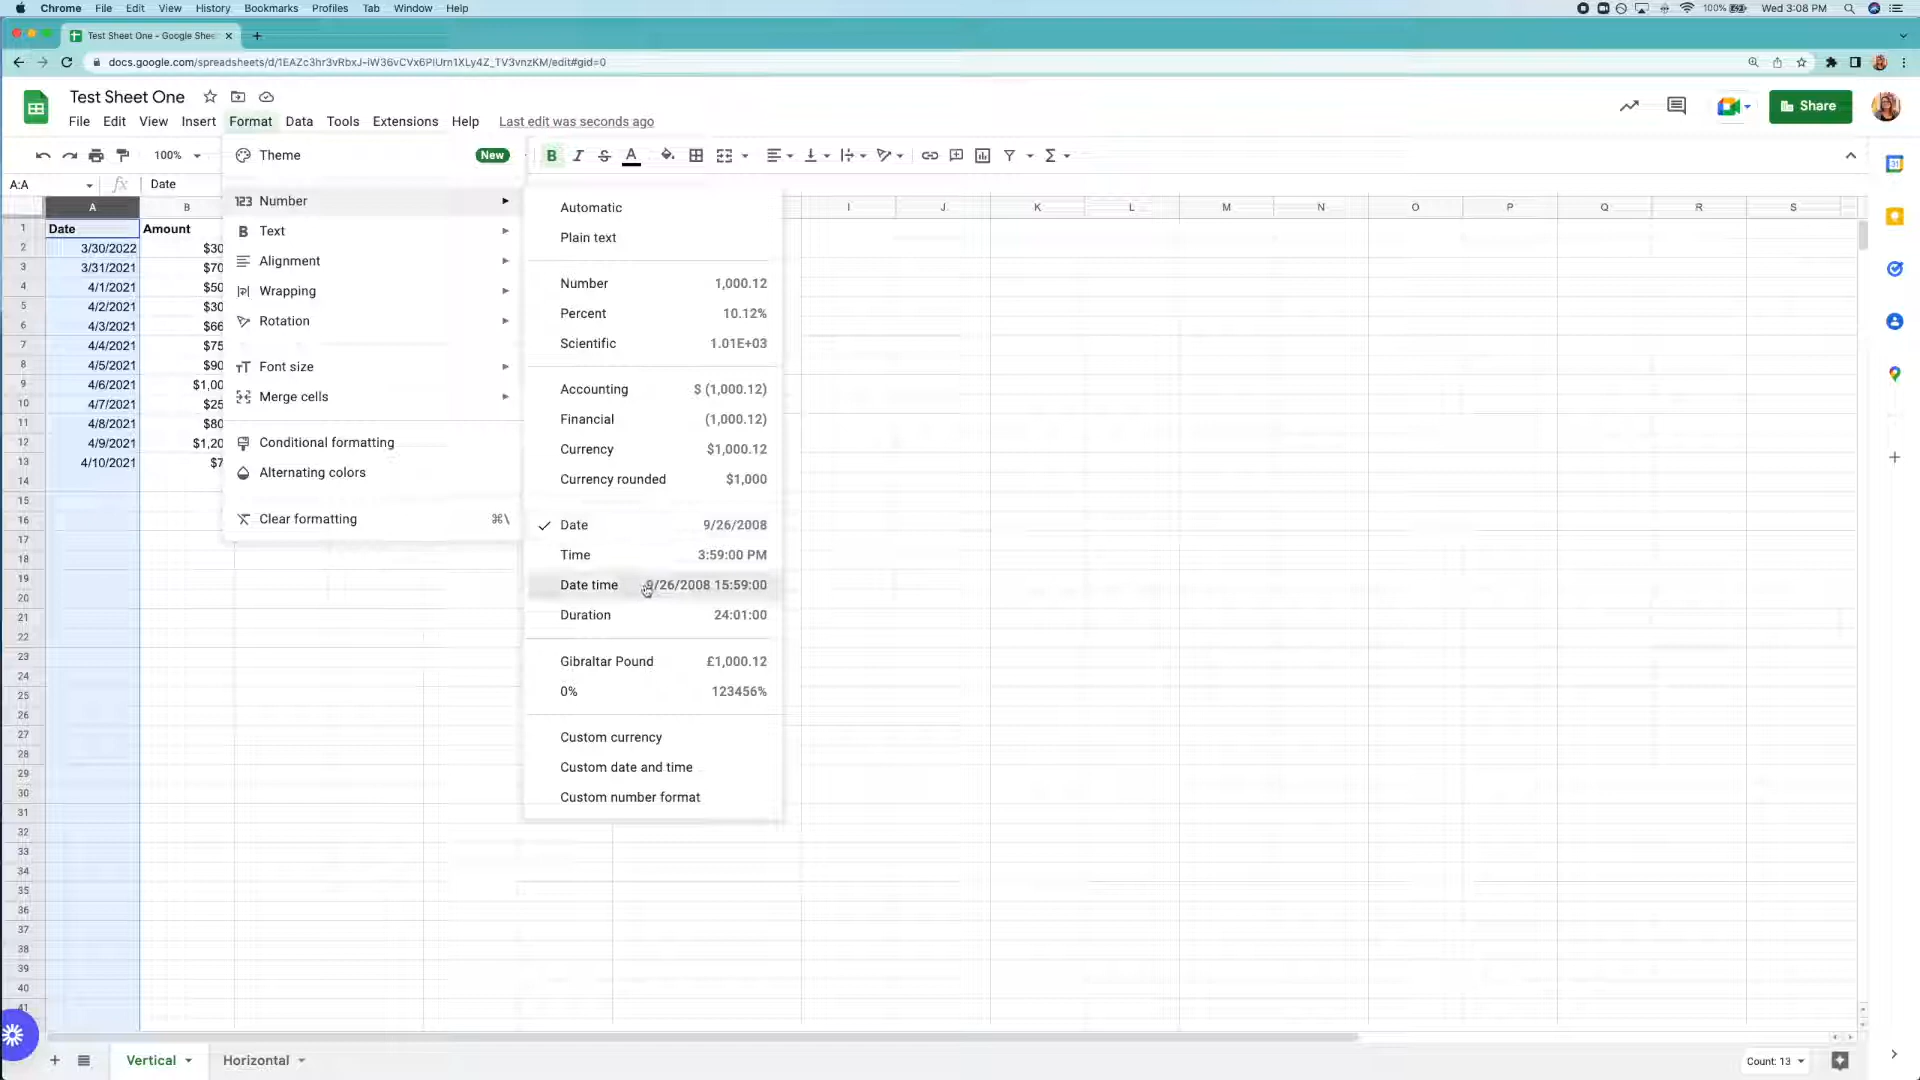 Chrome File Edit View History Bookmarks Profiles Tab Window Help 100% Wed 3:08 PM
Test Sheet One - Google Shee
docs.google.com/spreadsheets/d/1EAZc3hr3vRbxJ-iW36vCVx6PlUrn1XLy4Z_TV3vnzKM/edit#gid=0
Test Sheet One
File Edit View Insert Format Data Tools Extensions Help Last edit was seconds ago Share
100% Theme New B I S A Σ
A:A fx Date
A B I J K L M N O P Q R S
123 Number
B Text
Alignment
Wrapping
Rotation
Font size
Merge cells
Conditional formatting
Alternating colors
Clear formatting ⌘\
Automatic
Plain text
Number 1,000.12
Percent 10.12%
Scientific 1.01E+03
Accounting $ (1,000.12)
Financial (1,000.12)
Currency $1,000.12
Currency rounded $1,000
Date 9/26/2008
Time 3:59:00 PM
Date time 9/26/2008 15:59:00
Duration 24:01:00
Gibraltar Pound £1,000.12
0% 123456%
Custom currency
Custom date and time
Custom number format
1 Date Amount
2 3/30/2022 $30
3 3/31/2021 $70
4 4/1/2021 $50
5 4/2/2021 $30
6 4/3/2021 $66
7 4/4/2021 $75
8 4/5/2021 $90
9 4/6/2021 $1,00
10 4/7/2021 $25
11 4/8/2021 $80
12 4/9/2021 $1,20
13 4/10/2021 $7
14
15
16
17
18
19
20
21
22
23
24
25
26
27
28
29
30
31
32
33
34
35
36
37
38
39
40
41
31
Vertical Horizontal Count: 13